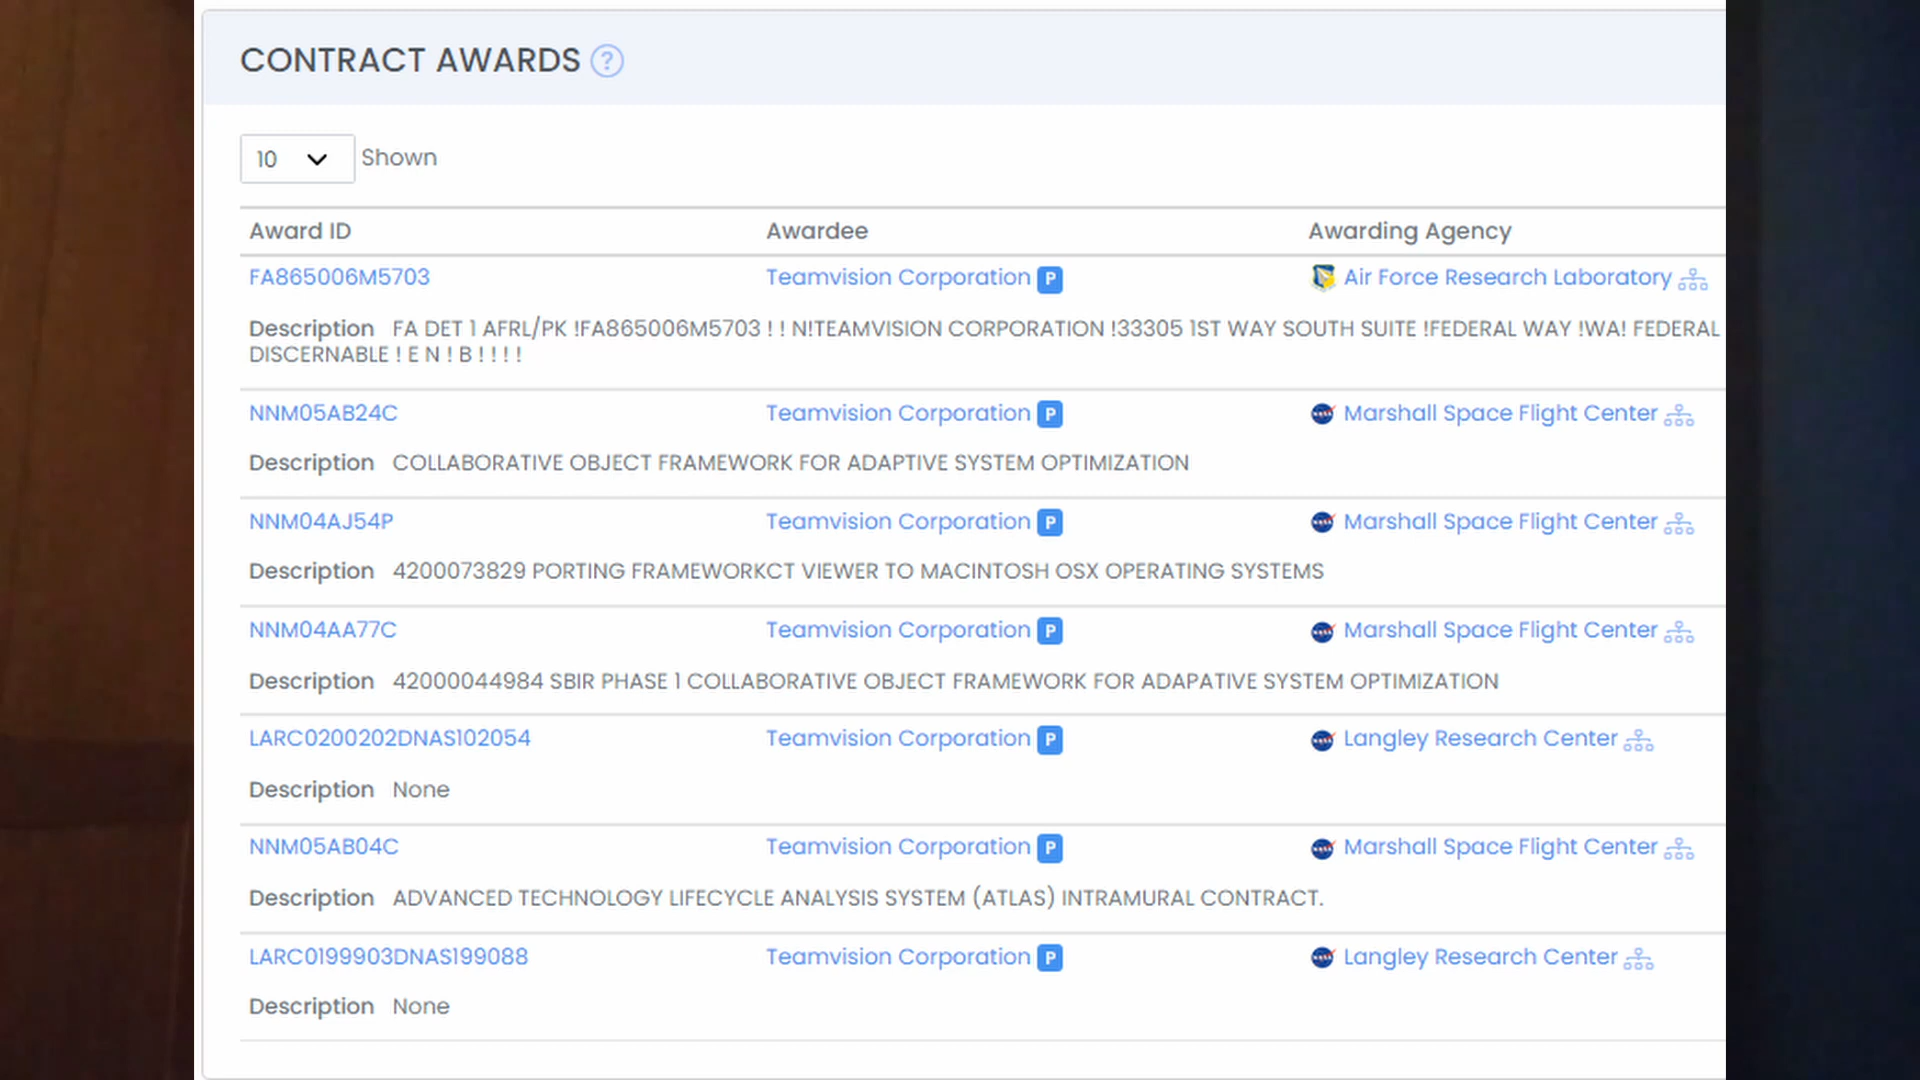 CONTRACT AWARDS ?
10 Shown
Award ID Awardee Awarding Agency
FA865006M5703 Teamvision Corporation P Air Force Research Laboratory
Description FA DET 1 AFRL/PK !FA865006M5703 ! ! N!TEAMVISION CORPORATION !33305 1ST WAY SOUTH SUITE !FEDERAL WAY !WA! FEDERAL
DISCERNABLE ! E N ! B ! ! ! !
NNM05AB24C Teamvision Corporation P NASA Marshall Space Flight Center
Description COLLABORATIVE OBJECT FRAMEWORK FOR ADAPTIVE SYSTEM OPTIMIZATION
NNM04AJ54P Teamvision Corporation P NASA Marshall Space Flight Center
Description 4200073829 PORTING FRAMEWORKCT VIEWER TO MACINTOSH OSX OPERATING SYSTEMS
NNM04AA77C Teamvision Corporation P NASA Marshall Space Flight Center
Description 42000044984 SBIR PHASE 1 COLLABORATIVE OBJECT FRAMEWORK FOR ADAPATIVE SYSTEM OPTIMIZATION
LARC0200202DNAS102054 Teamvision Corporation P NASA Langley Research Center
Description None
NNM05AB04C Teamvision Corporation P NASA Marshall Space Flight Center
Description ADVANCED TECHNOLOGY LIFECYCLE ANALYSIS SYSTEM (ATLAS) INTRAMURAL CONTRACT.
LARC0199903DNAS199088 Teamvision Corporation P NASA Langley Research Center
Description None